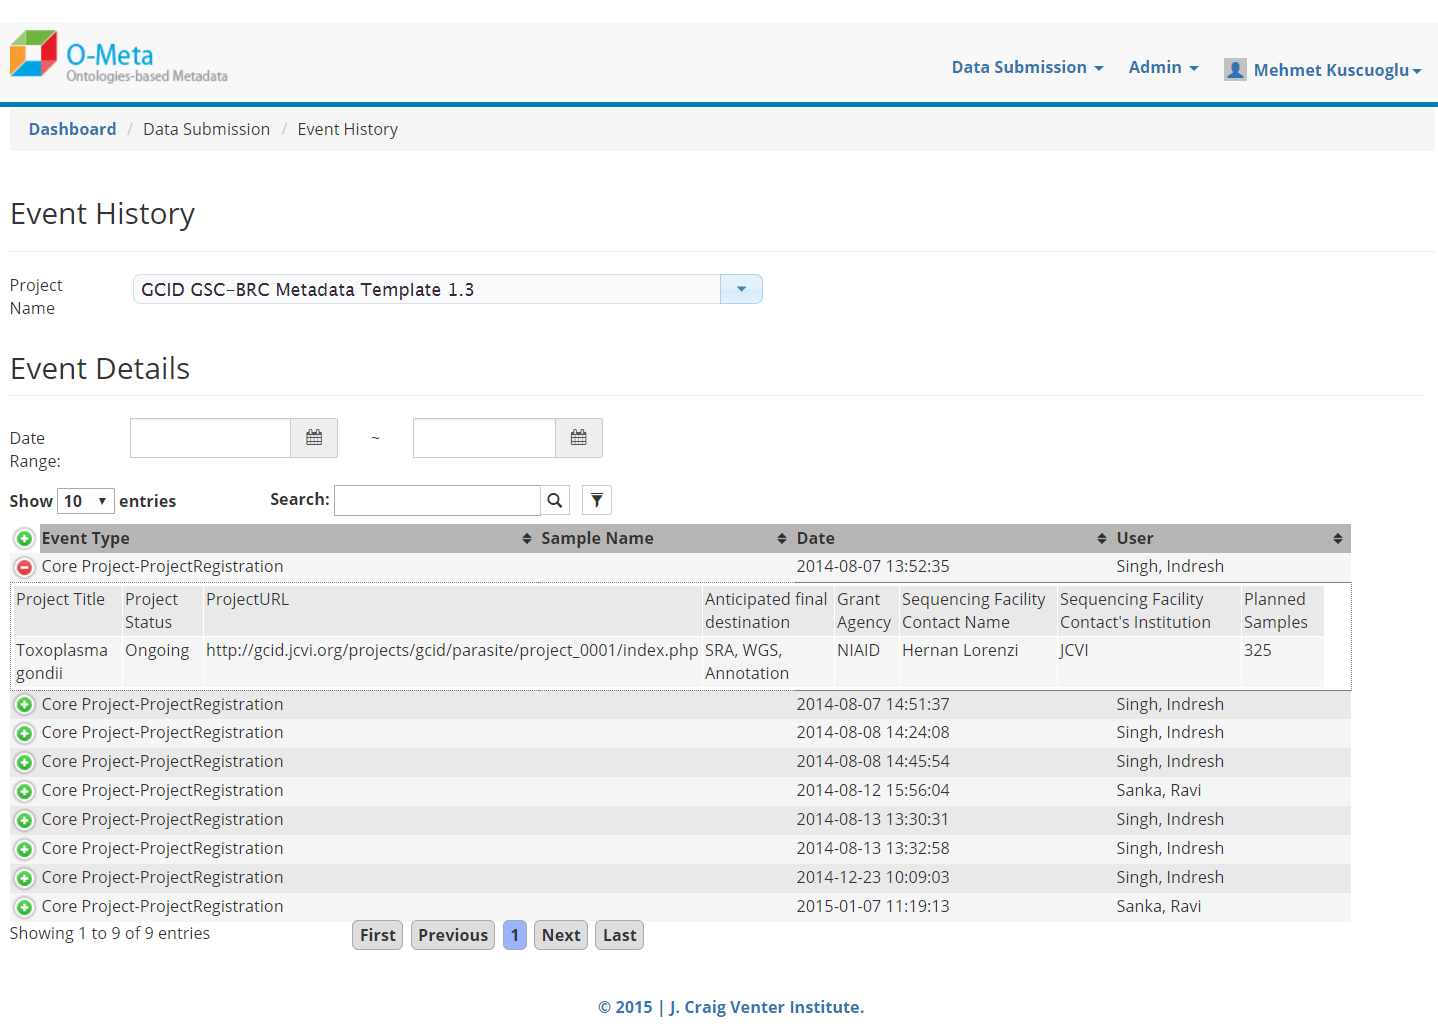 O-Meta
Ontologies-based Metadata
Data Submission Admin Mehmet Kuscuoglu
Dashboard / Data Submission / Event History
Event History
Project
Name
GCID GSC-BRC Metadata Template 1.3
Event Details
Date
Range:
~
Show 10 entries Search:
Event Type Sample Name Date User
Core Project-ProjectRegistration 2014-08-07 13:52:35 Singh, Indresh
Project Title Project ProjectURL Anticipated final Grant Sequencing Facility Sequencing Facility Planned
Status destination Agency Contact Name Contact's Institution Samples
Toxoplasma Ongoing http://gcid.jcvi.org/projects/gcid/parasite/project_0001/index.php SRA, WGS, NIAID Hernan Lorenzi JCVI 325
gondii Annotation
Core Project-ProjectRegistration 2014-08-07 14:51:37 Singh, Indresh
Core Project-ProjectRegistration 2014-08-08 14:24:08 Singh, Indresh
Core Project-ProjectRegistration 2014-08-08 14:45:54 Singh, Indresh
Core Project-ProjectRegistration 2014-08-12 15:56:04 Sanka, Ravi
Core Project-ProjectRegistration 2014-08-13 13:30:31 Singh, Indresh
Core Project-ProjectRegistration 2014-08-13 13:32:58 Singh, Indresh
Core Project-ProjectRegistration 2014-12-23 10:09:03 Singh, Indresh
Core Project-ProjectRegistration 2015-01-07 11:19:13 Sanka, Ravi
Showing 1 to 9 of 9 entries First Previous 1 Next Last
© 2015 | J. Craig Venter Institute.